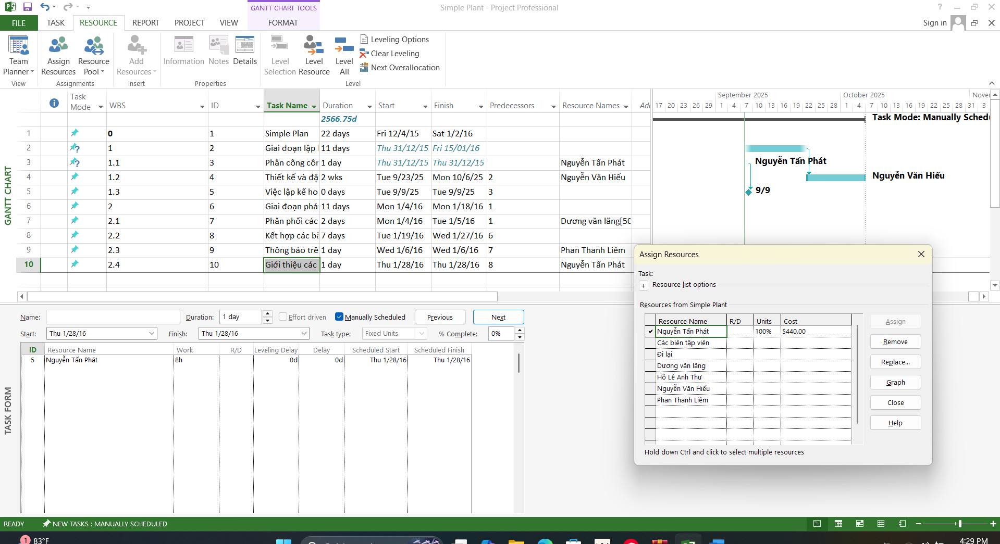 GANTT CHART TOOLS
Simple Plant - Project Professional
FILE TASK RESOURCE REPORT PROJECT VIEW FORMAT Sign in
Team Planner
Assign Resources
Resource Pool
Add Resources
Information
Notes
Details
Level Selection
Level Resource
Level All
Leveling Options
Clear Leveling
Next Overallocation
View Assignments Insert Properties Level
GANTT CHART
Task Mode WBS ID Task Name Duration Start Finish Predecessors Resource Names
2566.75d
1 0 1 Simple Plan 22 days Fri 12/4/15 Sat 1/2/16
2 1 2 Giai đoạn lập 11 days Thu 31/12/15 Fri 15/01/16
3 1.1 3 Phân công côn 1 day Thu 31/12/15 Thu 31/12/15 Nguyễn Tấn Phát
4 1.2 4 Thiết kế và đặ 2 wks Tue 9/23/25 Mon 10/6/25 2 Nguyễn Văn Hiếu
5 1.3 5 Việc lập kế ho 0 days Tue 9/9/25 Tue 9/9/25 3
6 2 6 Giai đoạn phá 11 days Mon 1/4/16 Mon 1/18/16 1
7 2.1 7 Phân phối các 2 days Mon 1/4/16 Tue 1/5/16 1 Dương văn lăng[50
8 2.2 8 Kết hợp các bà 7 days Tue 1/19/16 Wed 1/27/16 6
9 2.3 9 Thông báo trê 1 day Wed 1/6/16 Wed 1/6/16 7 Phan Thanh Liêm
10 2.4 10 Giới thiệu các 1 day Thu 1/28/16 Thu 1/28/16 8 Nguyễn Tấn Phát
September 2025 October 2025
17 20 23 26 29 1 4 7 10 13 16 19 22 25 28 1 4 7 10 13 16 19 22 25 28 31 3
Task Mode: Manually Schedu
Nguyễn Tấn Phát
Nguyễn Văn Hiếu
9/9
Assign Resources
Task:
+ Resource list options
Resources from Simple Plant
Resource Name R/D Units Cost
Nguyễn Tấn Phát 100% $440.00
Các biên tập viên
Đi lại
Dương văn lăng
Hồ Lê Anh Thư
Nguyễn Văn Hiếu
Phan Thanh Liêm
Assign
Remove
Replace...
Graph
Close
Help
Hold down Ctrl and click to select multiple resources
TASK FORM
Name: Duration: 1 day Effort driven Manually Scheduled Previous Next
Start: Thu 1/28/16 Finish: Thu 1/28/16 Task type: Fixed Units % Complete: 0%
ID Resource Name Work R/D Leveling Delay Delay Scheduled Start Scheduled Finish
5 Nguyễn Tấn Phát 8h 0d 0d Thu 1/28/16 Thu 1/28/16
READY NEW TASKS : MANUALLY SCHEDULED
1 83°F 4:29 PM